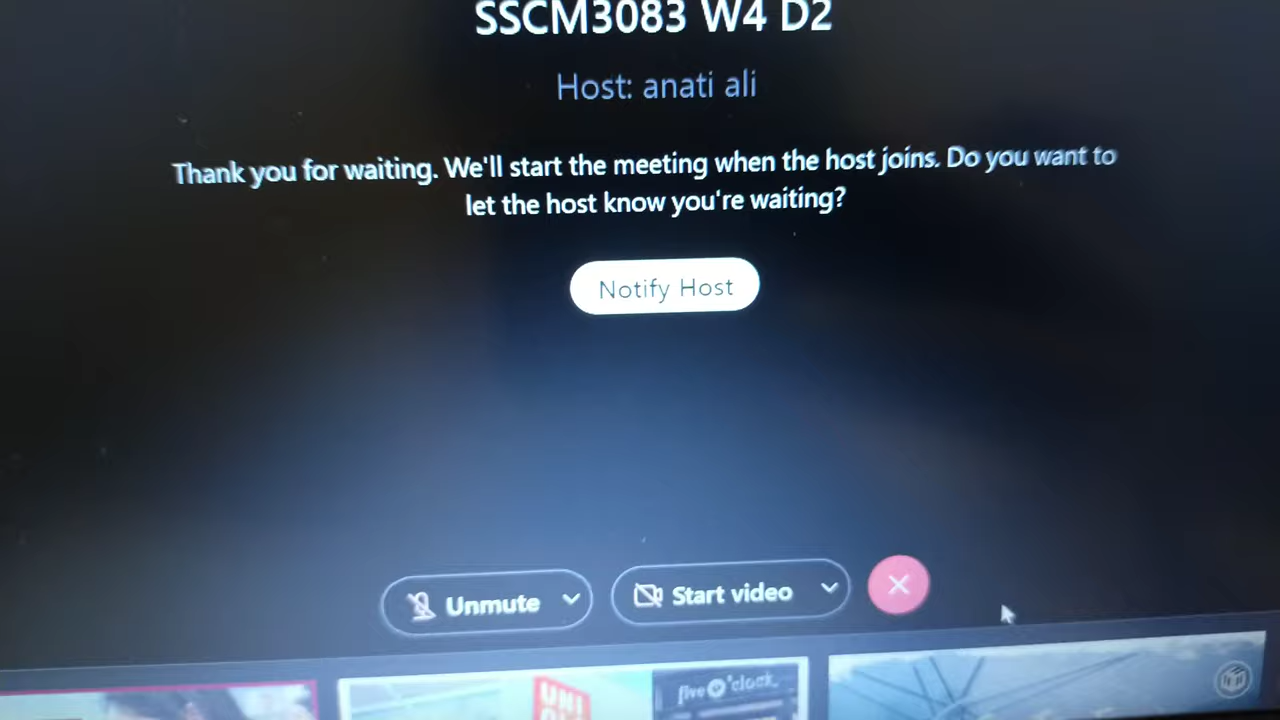 SSCM3083 W4 D2
Host: anati ali
Thank you for waiting. We'll start the meeting when the host joins. Do you want to
let the host know you're waiting?
Notify Host
Unmute
Start video
UNI
five o'clock